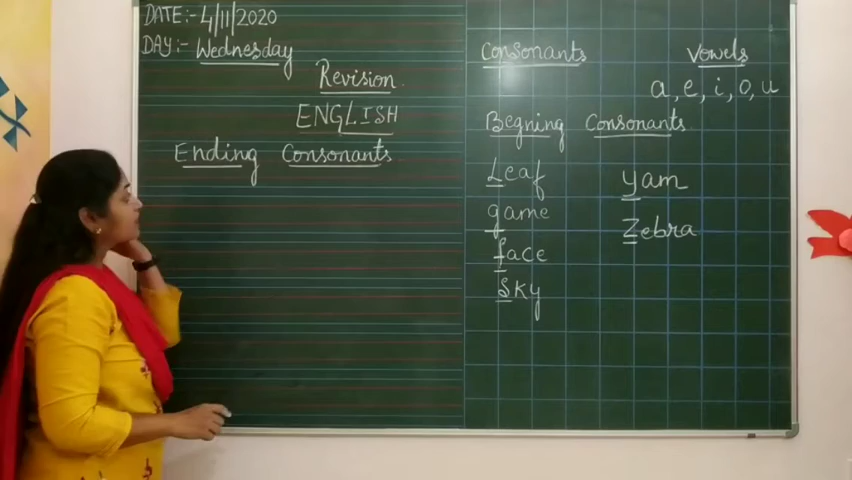 DATE:- 4/11/2020
DAY:- Wednesday
Revision
ENGLISH
Ending Consonants
Consonants Vowels
a, e, i, o, u
Begning Consonants
Leaf yam
game Zebra
face
Sky